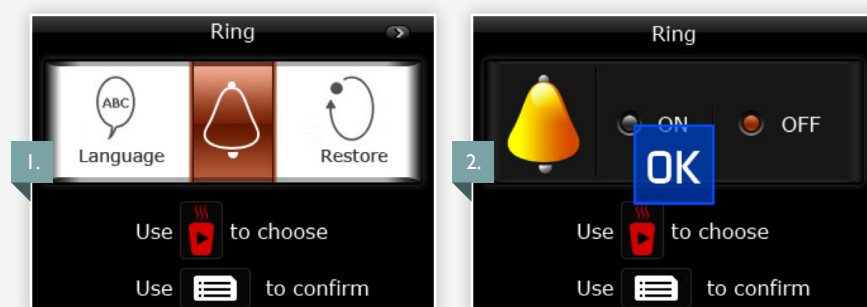 Ring
ABC
Language Restore
1.
Use to choose
Use to confirm
Ring
ON OFF
OK
2.
Use to choose
Use to confirm